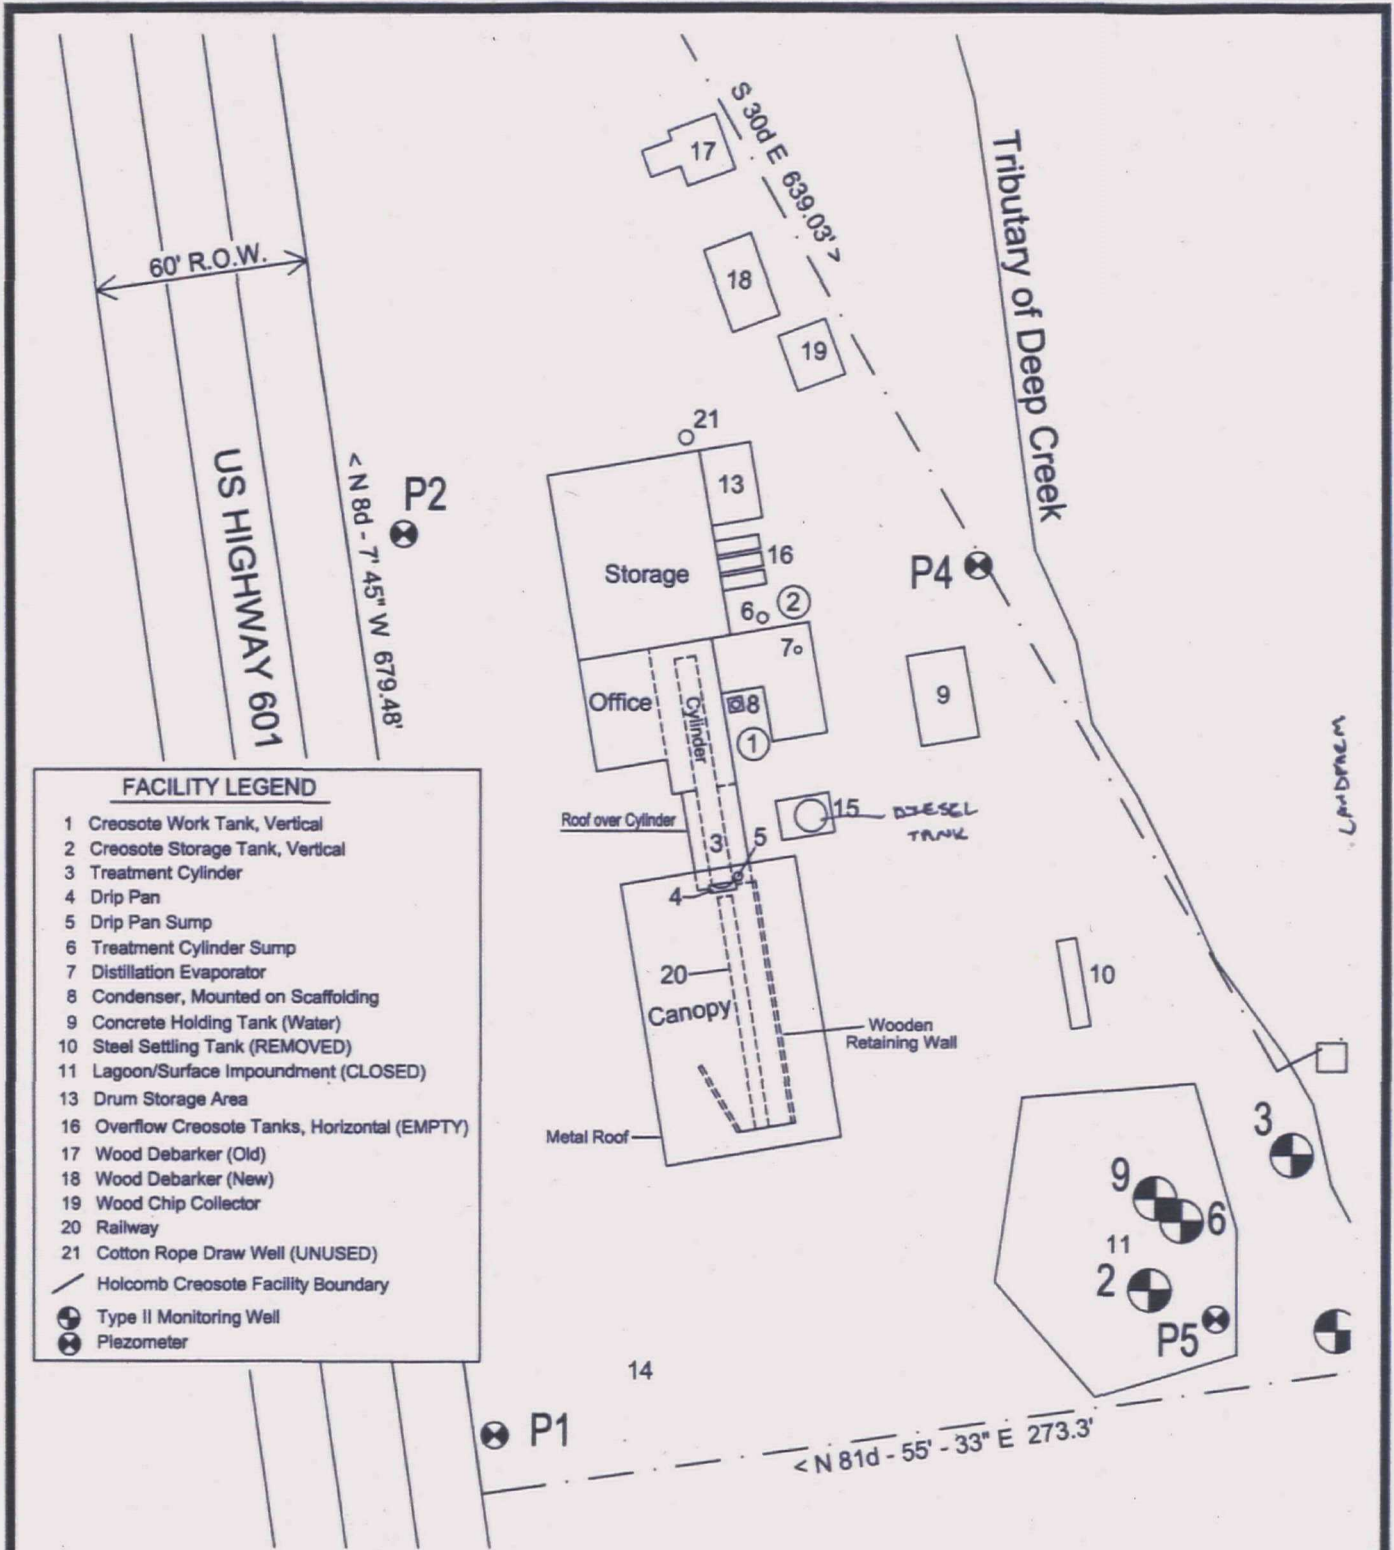 S 30d E 639.03' >
17
Tributary of Deep Creek
60' R.O.W.
18
19
21
US HIGHWAY 601
< N 8d - 7' 45" W 679.48'
P2
13
Storage
16
P4
6
2
7
Office
Cylinder
8
9
1
LANDFARM
Roof over Cylinder
15
DIESEL
TANK
3
5
4
20
Canopy
10
Wooden
Retaining Wall
Metal Roof
FACILITY LEGEND
1 Creosote Work Tank, Vertical
2 Creosote Storage Tank, Vertical
3 Treatment Cylinder
4 Drip Pan
5 Drip Pan Sump
6 Treatment Cylinder Sump
7 Distillation Evaporator
8 Condenser, Mounted on Scaffolding
9 Concrete Holding Tank (Water)
10 Steel Settling Tank (REMOVED)
11 Lagoon/Surface Impoundment (CLOSED)
13 Drum Storage Area
16 Overflow Creosote Tanks, Horizontal (EMPTY)
17 Wood Debarker (Old)
18 Wood Debarker (New)
19 Wood Chip Collector
20 Railway
21 Cotton Rope Draw Well (UNUSED)
Holcomb Creosote Facility Boundary
Type II Monitoring Well
Piezometer
3
9
6
11
2
P5
14
P1
< N 81d - 55' - 33" E 273.3'